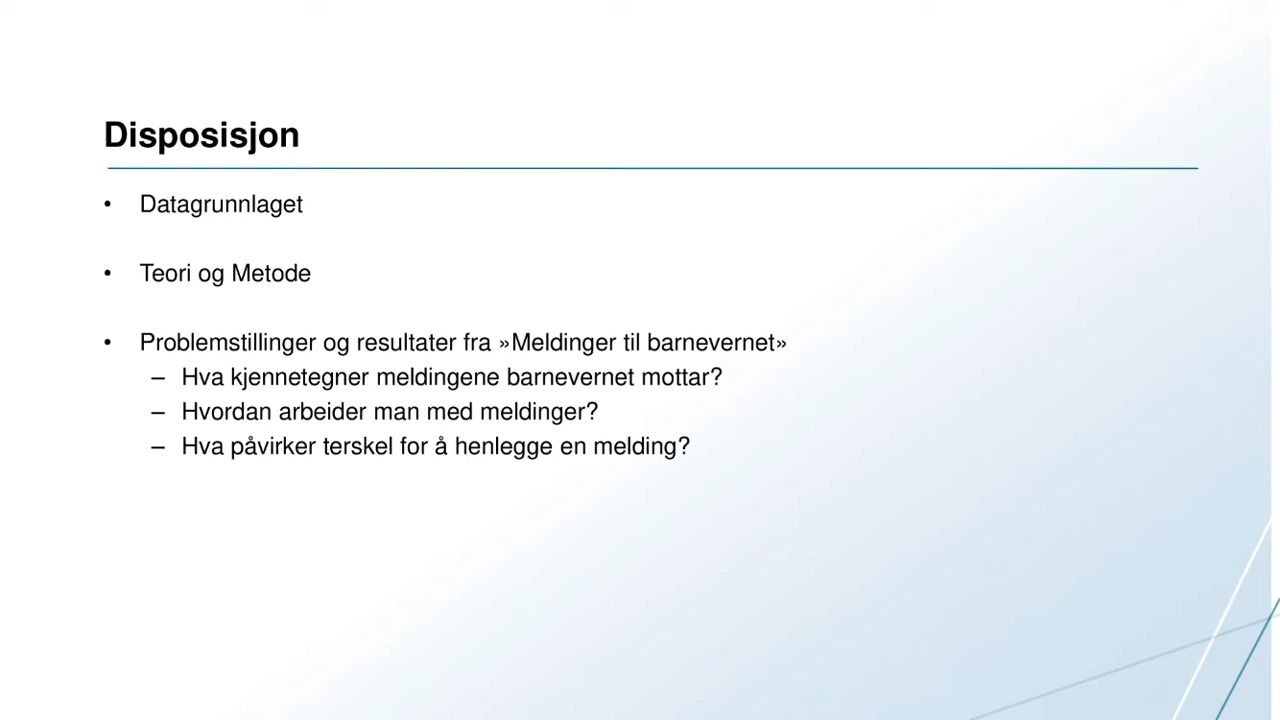 Disposisjon
• Datagrunnlaget
• Teori og Metode
• Problemstillinger og resultater fra »Meldinger til barnevernet»
– Hva kjennetegner meldingene barnevernet mottar?
– Hvordan arbeider man med meldinger?
– Hva påvirker terskel for å henlegge en melding?